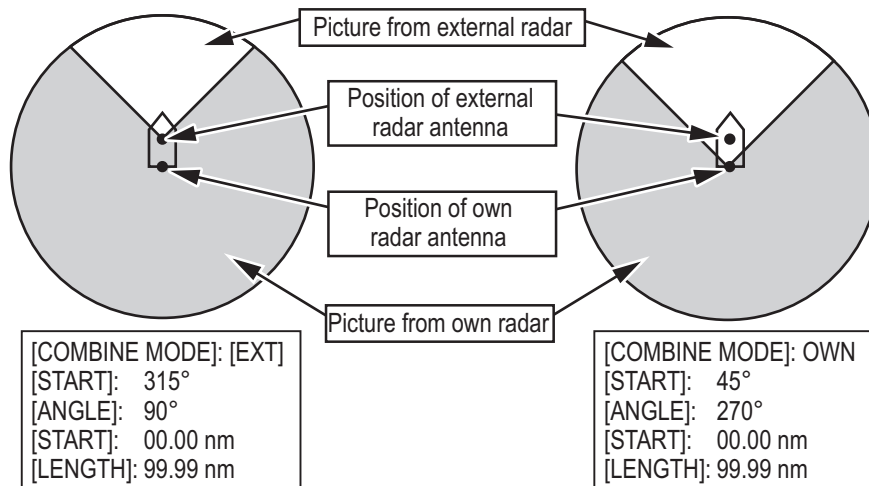 Picture from external radar
Position of external
radar antenna
Position of own
radar antenna
Picture from own radar
[COMBINE MODE]: [EXT]
[START]: 315°
[ANGLE]: 90°
[START]: 00.00 nm
[LENGTH]: 99.99 nm
[COMBINE MODE]: OWN
[START]: 45°
[ANGLE]: 270°
[START]: 00.00 nm
[LENGTH]: 99.99 nm